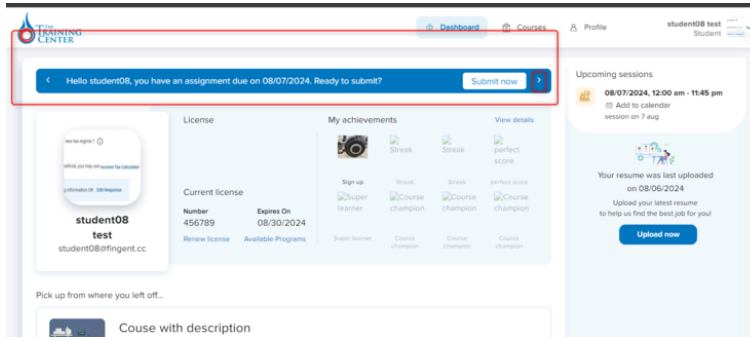 THE
TRAINING
CENTER
Dashboard
Courses
Profile
student08 test
Student
Hello student08, you have an assignment due on 08/07/2024. Ready to submit?
Submit now
Upcoming sessions
08/07/2024, 12:00 am - 11:45 pm
Add to calendar
session on 7 aug
License
My achievements
View details
Streak
Streak
perfect score
Sign up
Streak
Streak
perfect score
Current license
Number
Expires On
456789
08/30/2024
Renew license
Available Programs
Super learner
Course champion
Course champion
Super learner
Course champion
Course champion
student08
test
student08@fingent.cc
Your resume was last uploaded
on 08/06/2024
Upload your latest resume
to help us find the best job for you!
Upload now
Pick up from where you left off...
Couse with description